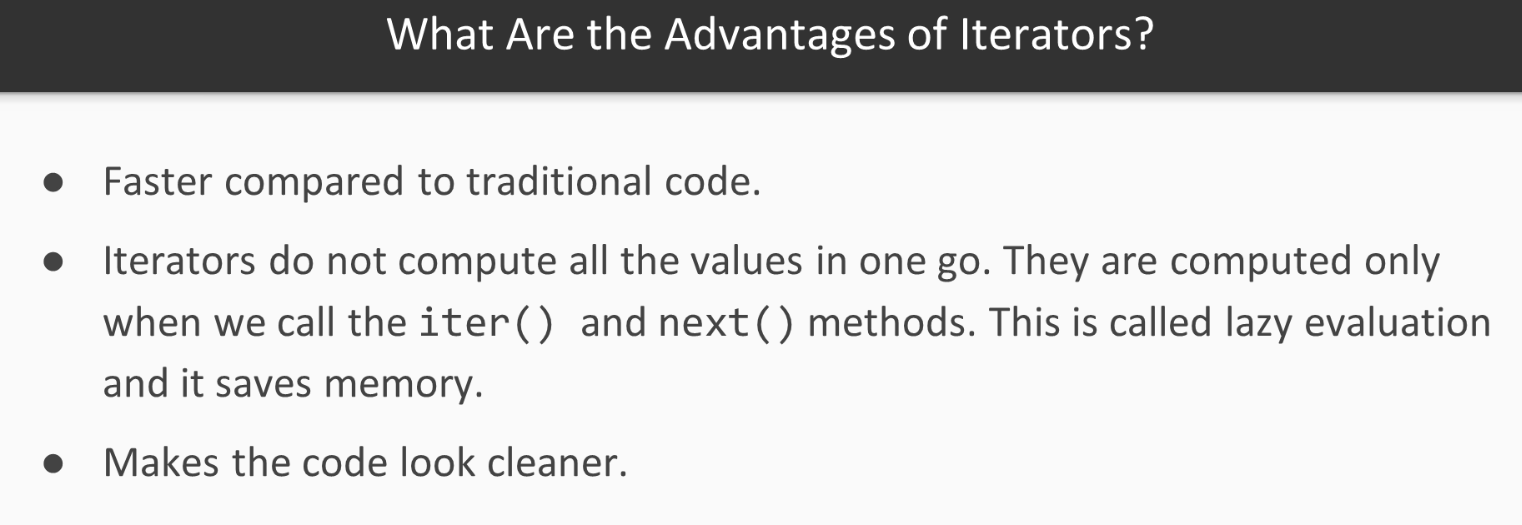 What Are the Advantages of Iterators?
● Faster compared to traditional code.
● Iterators do not compute all the values in one go. They are computed only
when we call the iter() and next() methods. This is called lazy evaluation
and it saves memory.
● Makes the code look cleaner.